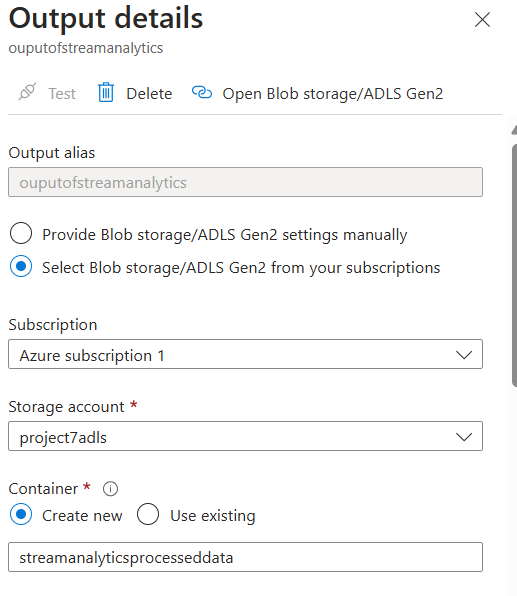 Output details
ouputofstreamanalytics
Test Delete Open Blob storage/ADLS Gen2
Output alias
ouputofstreamanalytics
Provide Blob storage/ADLS Gen2 settings manually
Select Blob storage/ADLS Gen2 from your subscriptions
Subscription
Azure subscription 1
Storage account *
project7adls
Container *
Create new Use existing
streamanalyticsprocesseddata